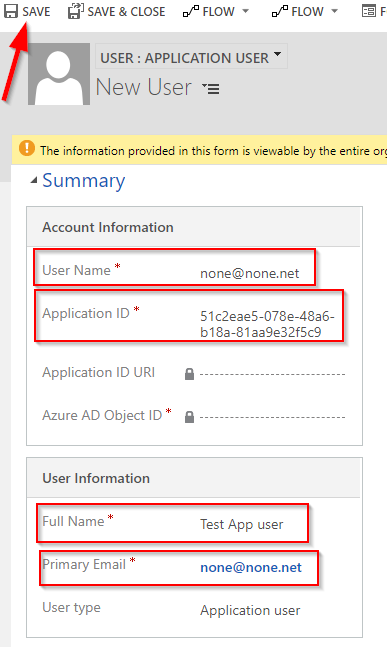 SAVE SAVE & CLOSE FLOW FLOW F
USER : APPLICATION USER
New User
The information provided in this form is viewable by the entire org
Summary
Account Information
User Name * none@none.net
Application ID * 51c2eae5-078e-48a6-
b18a-81aa9e32f5c9
Application ID URI
Azure AD Object ID *
User Information
Full Name * Test App user
Primary Email * none@none.net
User type Application user